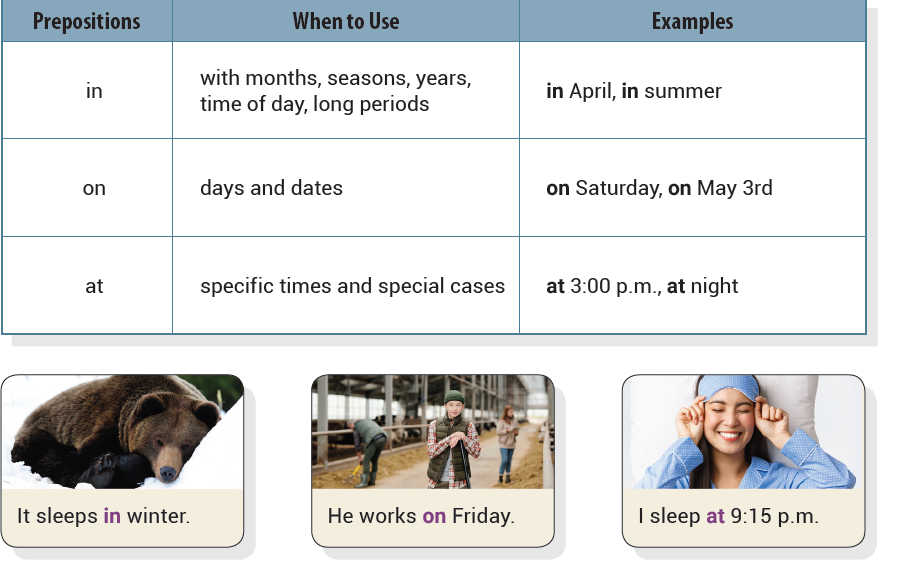 Prepositions
When to Use
Examples
in
with months, seasons, years,
time of day, long periods
in April, in summer
on
days and dates
on Saturday, on May 3rd
at
specific times and special cases
at 3:00 p.m., at night
It sleeps in winter.
He works on Friday.
I sleep at 9:15 p.m.